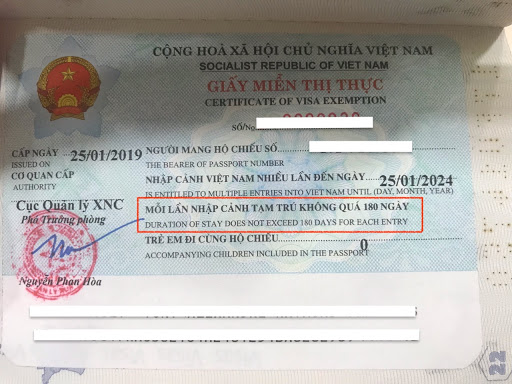 CỘNG HOÀ XÃ HỘI CHỦ NGHĨA VIỆT NAM
SOCIALIST REPUBLIC OF VIET NAM
GIẤY MIỄN THỊ THỰC
CERTIFICATE OF VISA EXEMPTION
SỐ/No
CẤP NGÀY 25/01/2019
ISSUED ON
CƠ QUAN CẤP
AUTHORITY
Cục Quản lý XNC
Phó Trưởng phòng
Nguyễn Phan Hòa
NGƯỜI MANG HỘ CHIẾU SỐ
THE BEARER OF PASSPORT NUMBER
NHẬP CẢNH VIỆT NAM NHIỀU LẦN ĐẾN NGÀY 25/01/2024
IS ENTITLED TO MULTIPLE ENTRIES INTO VIET NAM UNTIL (DAY, MONTH, YEAR)
MỖI LẦN NHẬP CẢNH TẠM TRÚ KHÔNG QUÁ 180 NGÀY
DURATION OF STAY DOES NOT EXCEED 180 DAYS FOR EACH ENTRY
TRẺ EM ĐI CÙNG HỘ CHIẾU 0
ACCOMPANYING CHILDREN INCLUDED IN THE PASSPORT
22